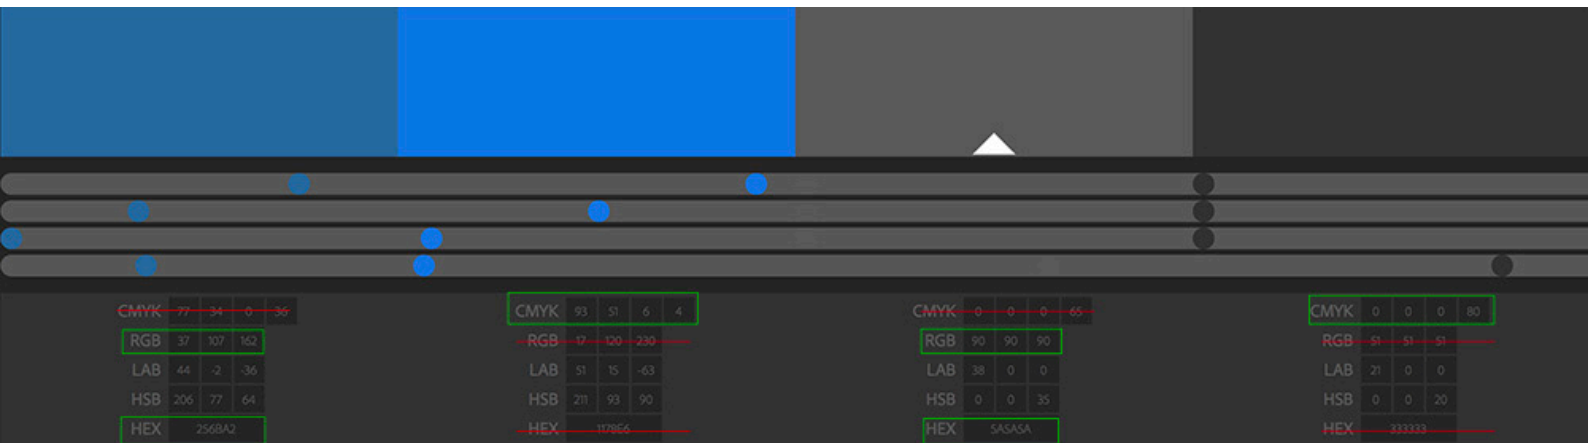 CMYK 77 34 0 36
RGB 37 107 162
LAB 44 -2 -36
HSB 206 77 64
HEX 256BA2
CMYK 93 51 6 4
RGB 17 120 230
LAB 51 15 -63
HSB 211 93 90
HEX 1178E6
CMYK 0 0 0 65
RGB 90 90 90
LAB 38 0 0
HSB 0 0 35
HEX 5A5A5A
CMYK 0 0 0 80
RGB 51 51 51
LAB 21 0 0
HSB 0 0 20
HEX 333333